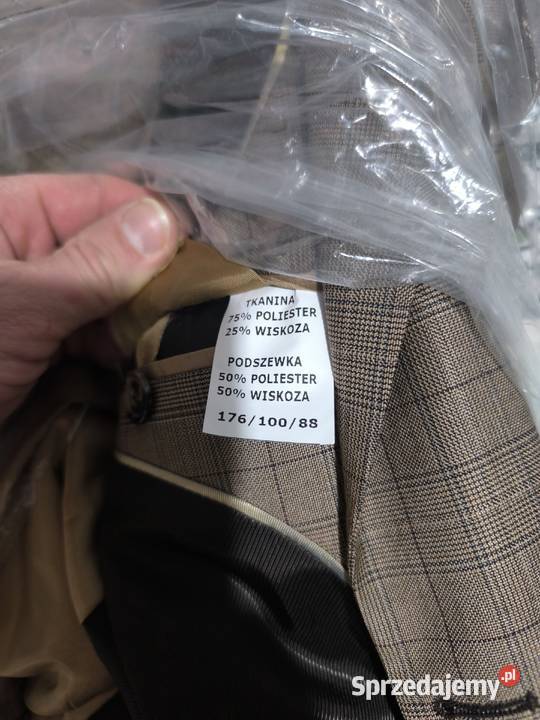 TKANINA
75% POLIESTER
25% WISKOZA
PODSZEWKA
50% POLIESTER
50% WISKOZA
176/100/88
Sprzedajemy.pl